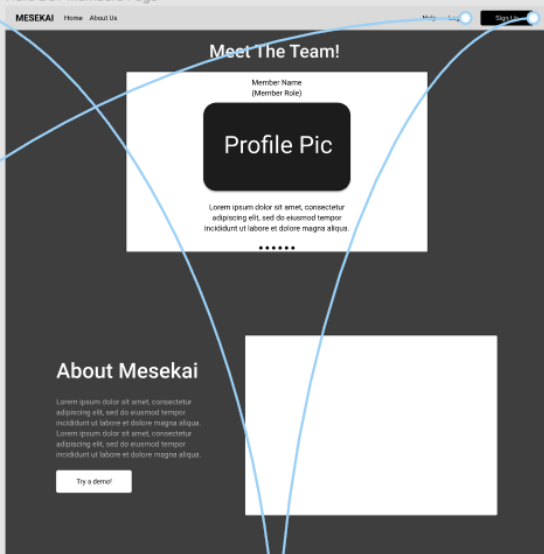 MESEKAI Home About Us Help Sign Up
Meet The Team!
Member Name
(Member Role)
Profile Pic
Lorem ipsum dolor sit amet, consectetur
adipiscing elit, sed do eiusmod tempor
incididunt ut labore et dolore magna aliqua.
About Mesekai
Lorem ipsum dolor sit amet, consectetur
adipiscing elit, sed do eiusmod tempor
incididunt ut labore et dolore magna aliqua.
Lorem ipsum dolor sit amet, consectetur
adipiscing elit, sed do eiusmod tempor
incididunt ut labore et dolore magna aliqua.
Try a demo!